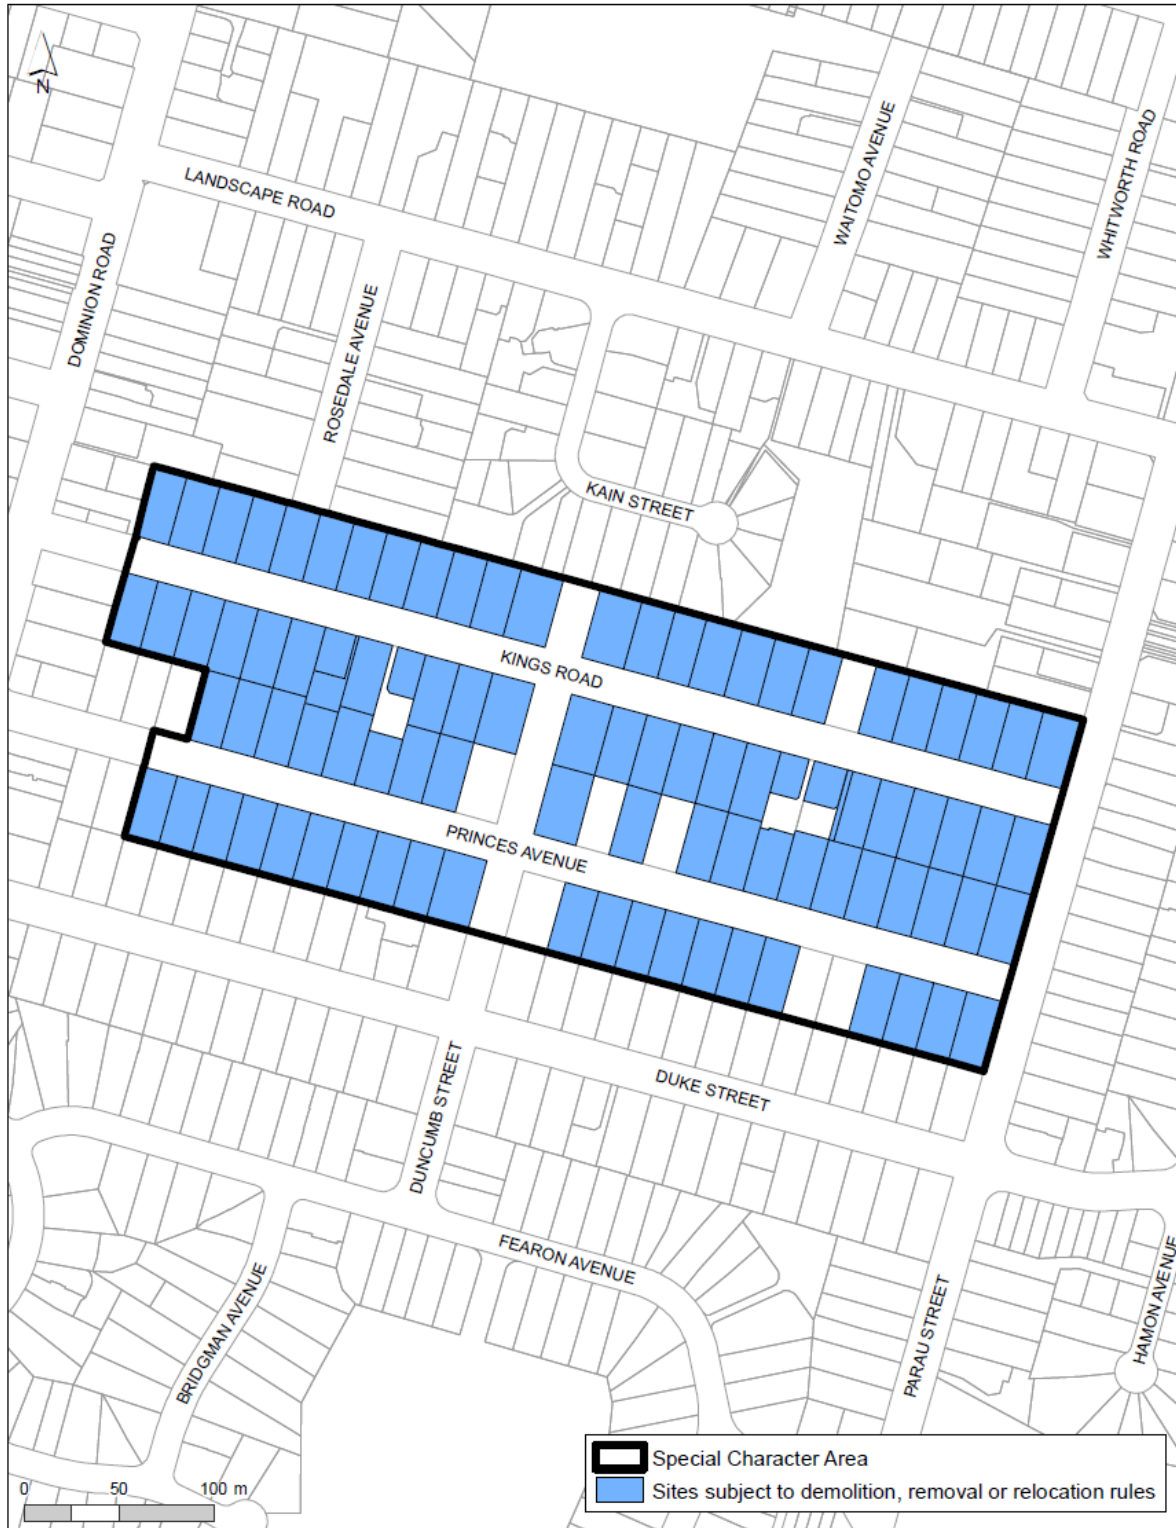 N
LANDSCAPE ROAD
WAITOMO AVENUE
WHITWORTH ROAD
DOMINION ROAD
ROSEDALE AVENUE
KAIN STREET
KINGS ROAD
PRINCES AVENUE
DUKE STREET
DUNCUMB STREET
FEARON AVENUE
BRIDGMAN AVENUE
PARAU STREET
HAMON AVENUE
Special Character Area
Sites subject to demolition, removal or relocation rules
0 50 100 m